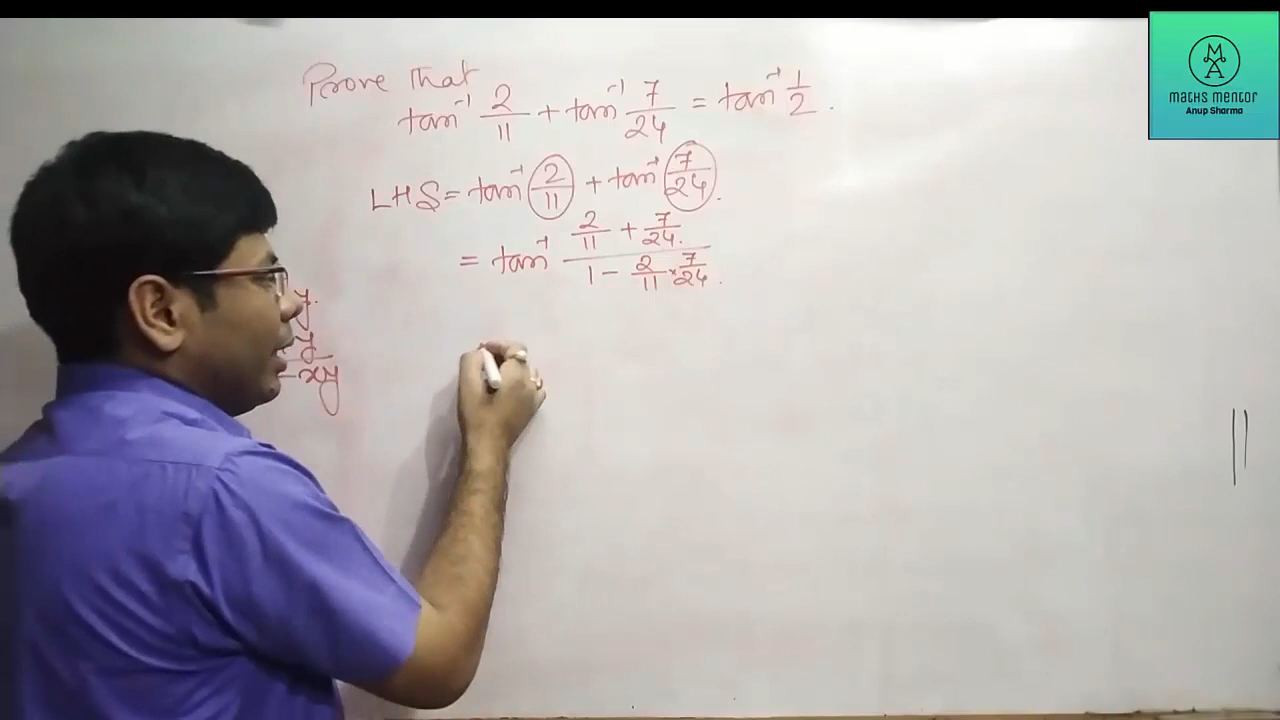 Prove That
tan⁻¹ 2/11 + tan⁻¹ 7/24 = tan⁻¹ 1/2 .
LHS = tan⁻¹ 2/11 + tan⁻¹ 7/24 .
= tan⁻¹ (2/11 + 7/24.) / (1 - 2/11 × 7/24.)
y.
y
-xy
MATHS MENTOR
Anup Sharma